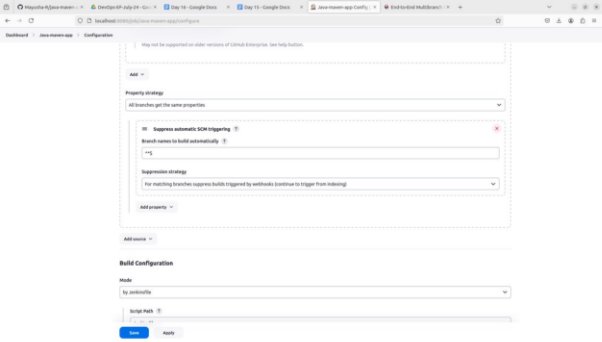 Mayusha-R/java-maven-a
DevOps-EP-July-24 - Goo
Day 14 - Google Docs
Day 15 - Google Docs
Java-maven-app Config
End-to-End Multibranch
localhost:8080/job/Java-maven-app/configure
Dashboard > Java-maven-app > Configuration
May not be supported on older versions of GitHub Enterprise. See help button.
Add
Property strategy
All branches get the same properties
Suppress automatic SCM triggering ?
Branch names to build automatically ?
Suppression strategy
For matching branches suppress builds triggered by webhooks (continue to trigger from indexing)
Add property
Add source
Build Configuration
Mode
by Jenkinsfile
Script Path ?
Save
Apply